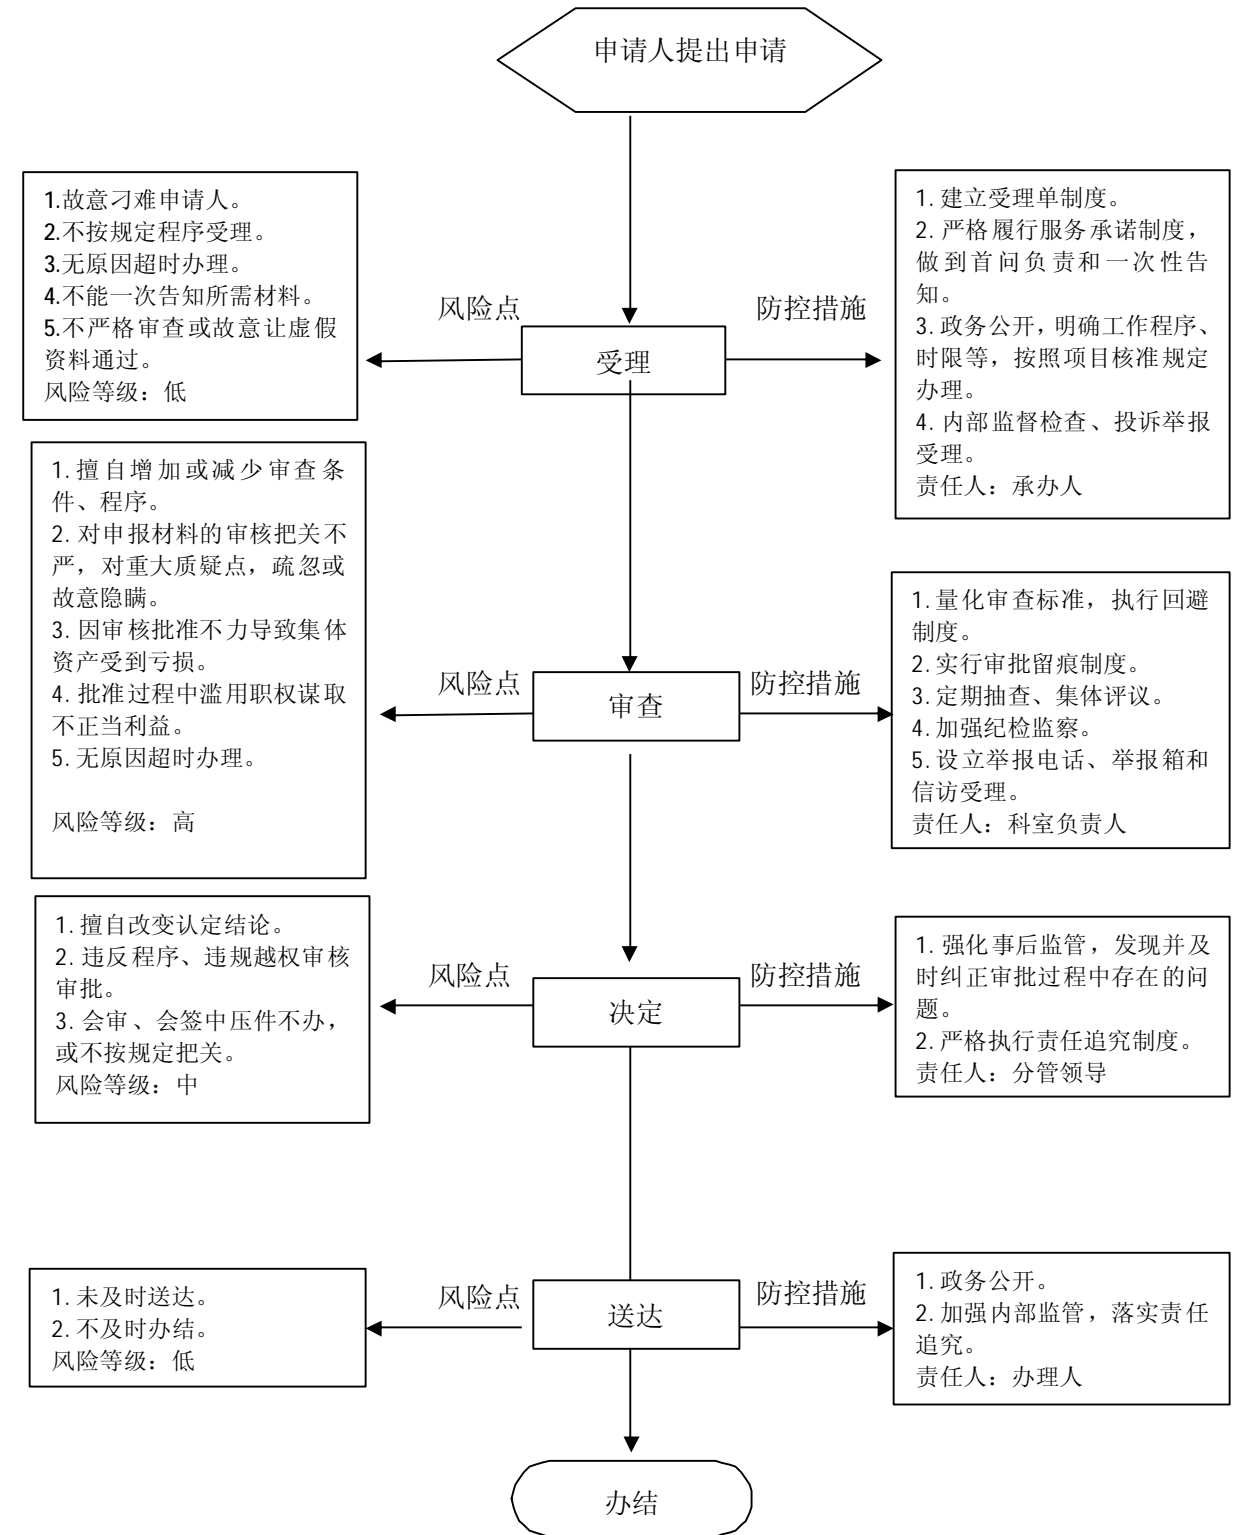 申请人提出申请
1.故意刁难申请人。
2.不按规定程序受理。
3.无原因超时办理。
4.不能一次告知所需材料。
5.不严格审查或故意让虚假
资料通过。
风险等级：低
风险点
受理
防控措施
1.建立受理单制度。
2.严格履行服务承诺制度，
做到首问负责和一次性告
知。
3.政务公开，明确工作程序、
时限等，按照项目核准规定
办理。
4.内部监督检查、投诉举报
受理。
责任人：承办人
1.擅自增加或减少审查条
件、程序。
2.对申报材料的审核把关不
严，对重大质疑点，疏忽或
故意隐瞒。
3.因审核批准不力导致集体
资产受到亏损。
4.批准过程中滥用职权谋取
不正当利益。
5.无原因超时办理。
风险等级：高
风险点
审查
防控措施
1.量化审查标准，执行回避
制度。
2.实行审批留痕制度。
3.定期抽查、集体评议。
4.加强纪检监察。
5.设立举报电话、举报箱和
信访受理。
责任人：科室负责人
1.擅自改变认定结论。
2.违反程序、违规越权审核
审批。
3.会审、会签中压件不办，
或不按规定把关。
风险等级：中
风险点
决定
防控措施
1.强化事后监管，发现并及
时纠正审批过程中存在的问
题。
2.严格执行责任追究制度。
责任人：分管领导
1.未及时送达。
2.不及时办结。
风险等级：低
风险点
送达
防控措施
1.政务公开。
2.加强内部监管，落实责任
追究。
责任人：办理人
办结